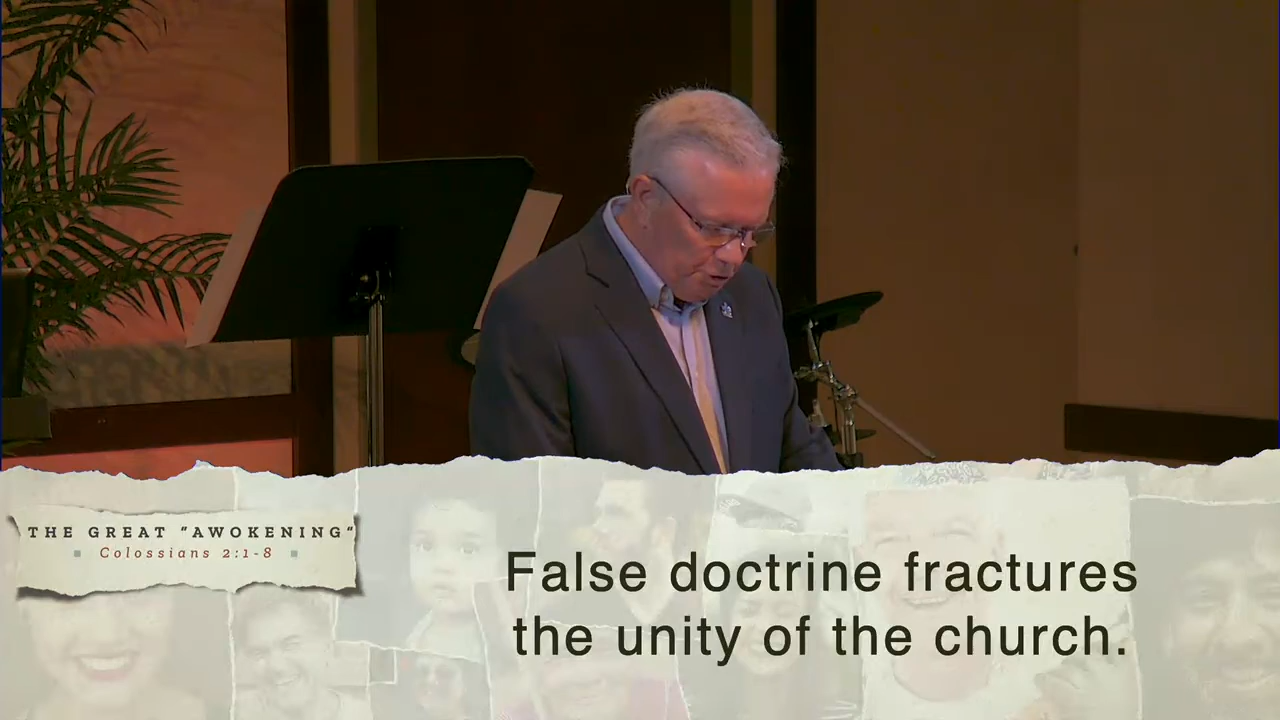 THE GREAT "AWOKENING"
Colossians 2:1-8
False doctrine fractures
the unity of the church.